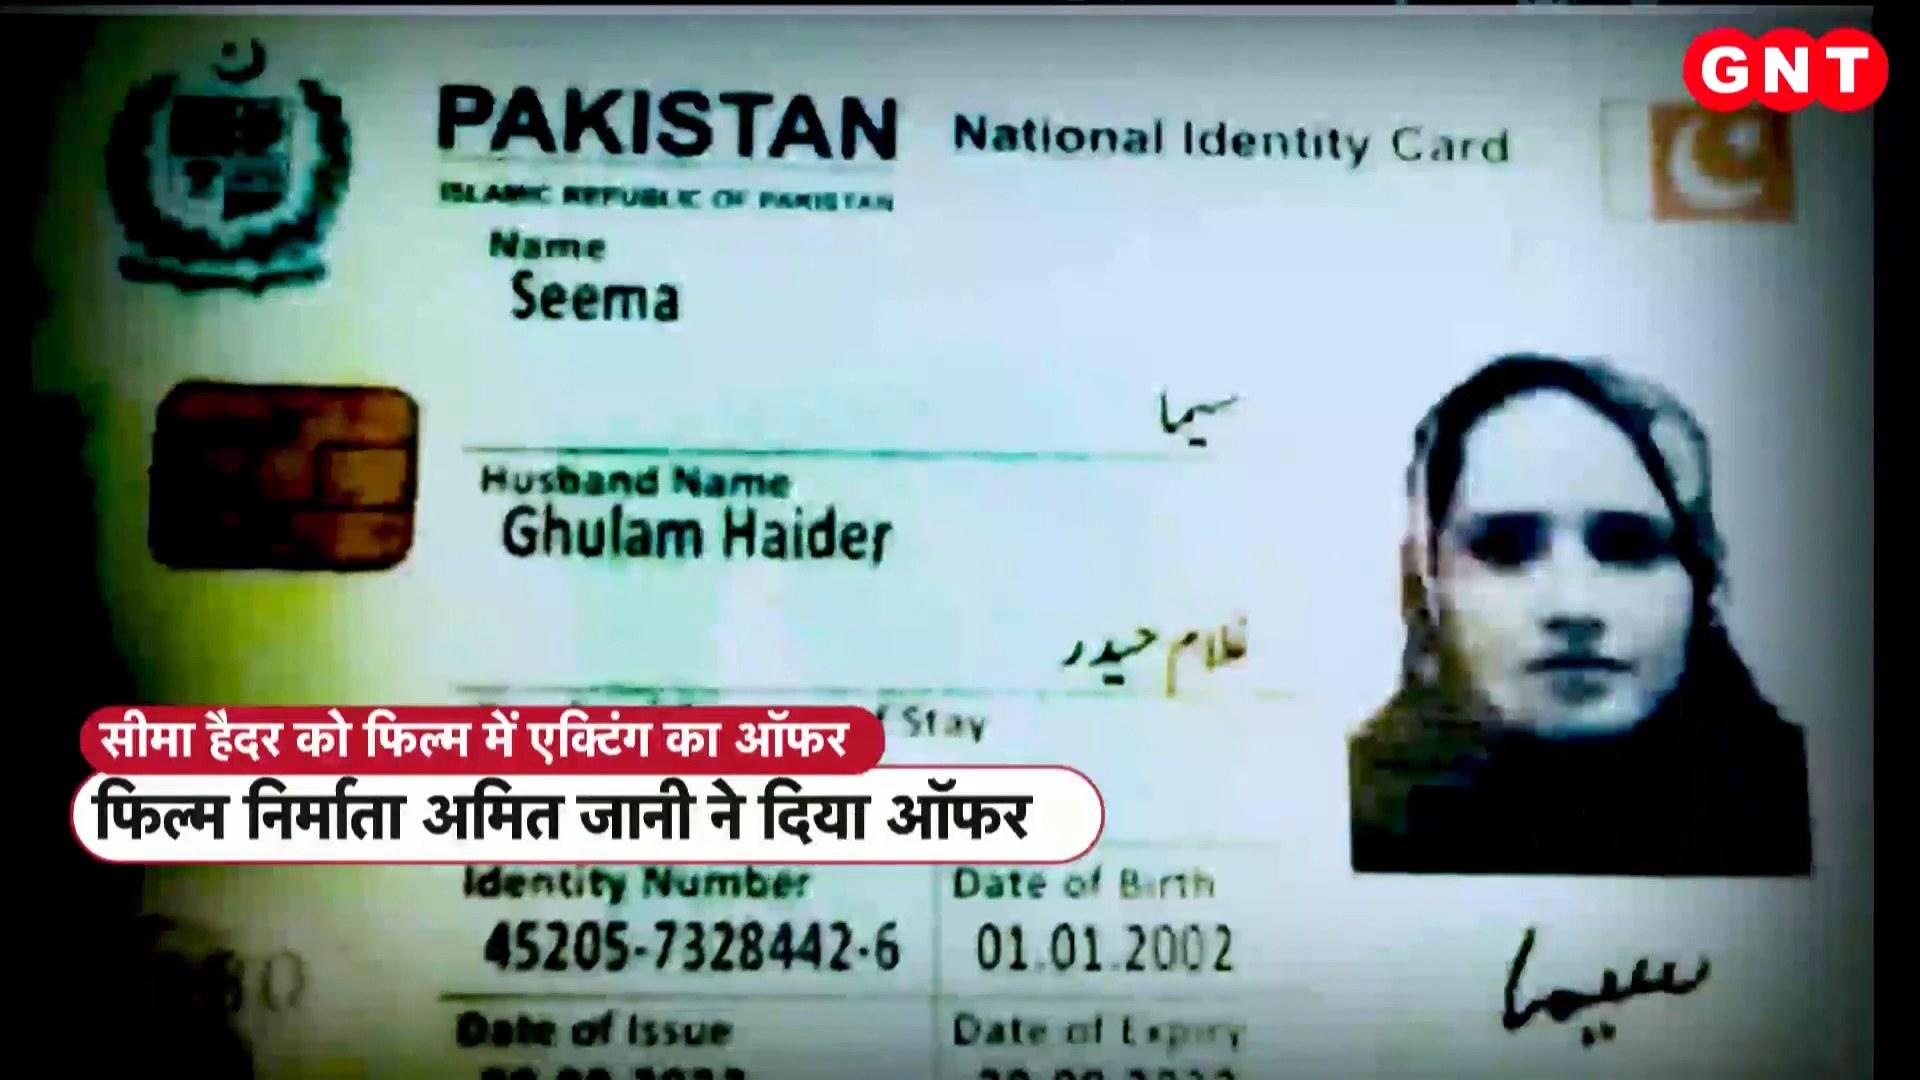 GNT
PAKISTAN National Identity Card
ISLAMIC REPUBLIC OF PAKISTAN
Name
Seema
سیما
Husband Name
Ghulam Haider
غلام حیدر
Stay
सीमा हैदर को फिल्म में एक्टिंग का ऑफर
फिल्म निर्माता अमित जानी ने दिया ऑफर
Identity Number Date of Birth
45205-7328442-6 01.01.2002
Date of Issue Date of Expiry